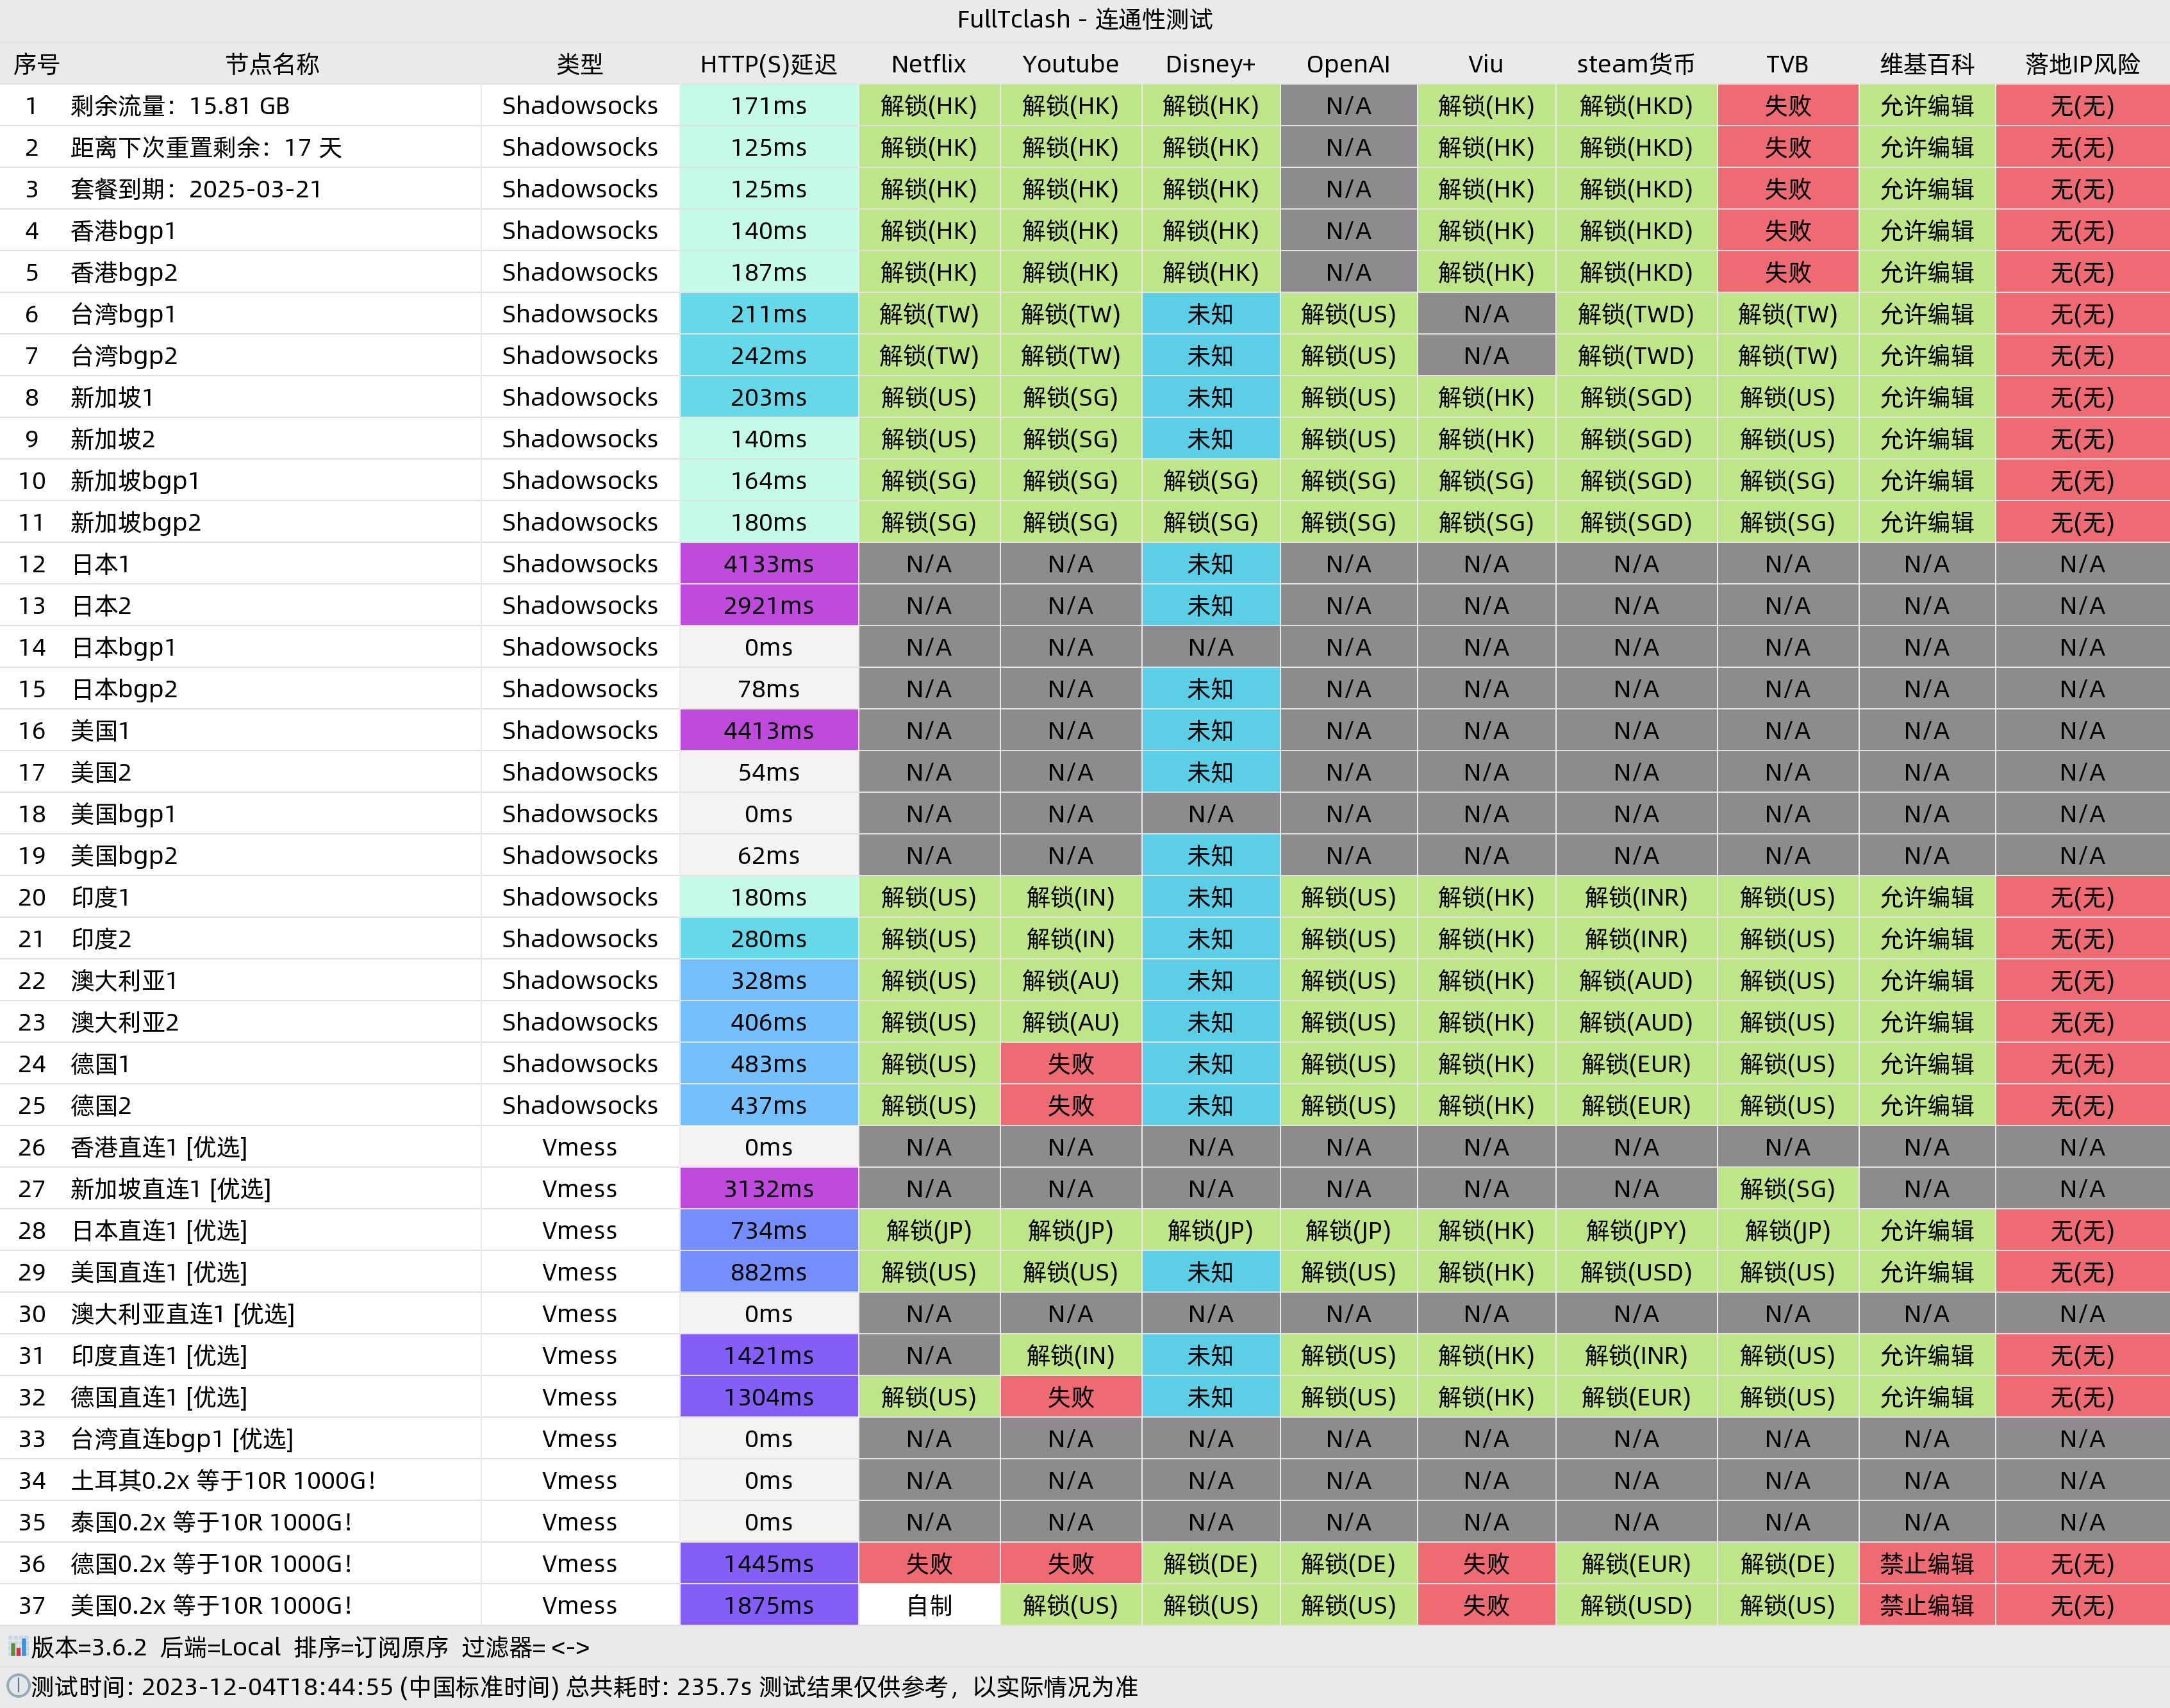 FullTclash - 连通性测试
序号 节点名称 类型 HTTP(S)延迟 Netflix Youtube Disney+ OpenAI Viu steam货币 TVB 维基百科 落地IP风险
1 剩余流量：15.81 GB Shadowsocks 171ms 解锁(HK) 解锁(HK) 解锁(HK) N/A 解锁(HK) 解锁(HKD) 失败 允许编辑 无(无)
2 距离下次重置剩余：17 天 Shadowsocks 125ms 解锁(HK) 解锁(HK) 解锁(HK) N/A 解锁(HK) 解锁(HKD) 失败 允许编辑 无(无)
3 套餐到期：2025-03-21 Shadowsocks 125ms 解锁(HK) 解锁(HK) 解锁(HK) N/A 解锁(HK) 解锁(HKD) 失败 允许编辑 无(无)
4 香港bgp1 Shadowsocks 140ms 解锁(HK) 解锁(HK) 解锁(HK) N/A 解锁(HK) 解锁(HKD) 失败 允许编辑 无(无)
5 香港bgp2 Shadowsocks 187ms 解锁(HK) 解锁(HK) 解锁(HK) N/A 解锁(HK) 解锁(HKD) 失败 允许编辑 无(无)
6 台湾bgp1 Shadowsocks 211ms 解锁(TW) 解锁(TW) 未知 解锁(US) N/A 解锁(TWD) 解锁(TW) 允许编辑 无(无)
7 台湾bgp2 Shadowsocks 242ms 解锁(TW) 解锁(TW) 未知 解锁(US) N/A 解锁(TWD) 解锁(TW) 允许编辑 无(无)
8 新加坡1 Shadowsocks 203ms 解锁(US) 解锁(SG) 未知 解锁(US) 解锁(HK) 解锁(SGD) 解锁(US) 允许编辑 无(无)
9 新加坡2 Shadowsocks 140ms 解锁(US) 解锁(SG) 未知 解锁(US) 解锁(HK) 解锁(SGD) 解锁(US) 允许编辑 无(无)
10 新加坡bgp1 Shadowsocks 164ms 解锁(SG) 解锁(SG) 解锁(SG) 解锁(SG) 解锁(SG) 解锁(SGD) 解锁(SG) 允许编辑 无(无)
11 新加坡bgp2 Shadowsocks 180ms 解锁(SG) 解锁(SG) 解锁(SG) 解锁(SG) 解锁(SG) 解锁(SGD) 解锁(SG) 允许编辑 无(无)
12 日本1 Shadowsocks 4133ms N/A N/A 未知 N/A N/A N/A N/A N/A N/A
13 日本2 Shadowsocks 2921ms N/A N/A 未知 N/A N/A N/A N/A N/A N/A
14 日本bgp1 Shadowsocks 0ms N/A N/A N/A N/A N/A N/A N/A N/A N/A
15 日本bgp2 Shadowsocks 78ms N/A N/A 未知 N/A N/A N/A N/A N/A N/A
16 美国1 Shadowsocks 4413ms N/A N/A 未知 N/A N/A N/A N/A N/A N/A
17 美国2 Shadowsocks 54ms N/A N/A 未知 N/A N/A N/A N/A N/A N/A
18 美国bgp1 Shadowsocks 0ms N/A N/A N/A N/A N/A N/A N/A N/A N/A
19 美国bgp2 Shadowsocks 62ms N/A N/A 未知 N/A N/A N/A N/A N/A N/A
20 印度1 Shadowsocks 180ms 解锁(US) 解锁(IN) 未知 解锁(US) 解锁(HK) 解锁(INR) 解锁(US) 允许编辑 无(无)
21 印度2 Shadowsocks 280ms 解锁(US) 解锁(IN) 未知 解锁(US) 解锁(HK) 解锁(INR) 解锁(US) 允许编辑 无(无)
22 澳大利亚1 Shadowsocks 328ms 解锁(US) 解锁(AU) 未知 解锁(US) 解锁(HK) 解锁(AUD) 解锁(US) 允许编辑 无(无)
23 澳大利亚2 Shadowsocks 406ms 解锁(US) 解锁(AU) 未知 解锁(US) 解锁(HK) 解锁(AUD) 解锁(US) 允许编辑 无(无)
24 德国1 Shadowsocks 483ms 解锁(US) 失败 未知 解锁(US) 解锁(HK) 解锁(EUR) 解锁(US) 允许编辑 无(无)
25 德国2 Shadowsocks 437ms 解锁(US) 失败 未知 解锁(US) 解锁(HK) 解锁(EUR) 解锁(US) 允许编辑 无(无)
26 香港直连1 [优选] Vmess 0ms N/A N/A N/A N/A N/A N/A N/A N/A N/A
27 新加坡直连1 [优选] Vmess 3132ms N/A N/A N/A N/A N/A N/A 解锁(SG) N/A N/A
28 日本直连1 [优选] Vmess 734ms 解锁(JP) 解锁(JP) 解锁(JP) 解锁(JP) 解锁(HK) 解锁(JPY) 解锁(JP) 允许编辑 无(无)
29 美国直连1 [优选] Vmess 882ms 解锁(US) 解锁(US) 未知 解锁(US) 解锁(HK) 解锁(USD) 解锁(US) 允许编辑 无(无)
30 澳大利亚直连1 [优选] Vmess 0ms N/A N/A N/A N/A N/A N/A N/A N/A N/A
31 印度直连1 [优选] Vmess 1421ms N/A 解锁(IN) 未知 解锁(US) 解锁(HK) 解锁(INR) 解锁(US) 允许编辑 无(无)
32 德国直连1 [优选] Vmess 1304ms 解锁(US) 失败 未知 解锁(US) 解锁(HK) 解锁(EUR) 解锁(US) 允许编辑 无(无)
33 台湾直连bgp1 [优选] Vmess 0ms N/A N/A N/A N/A N/A N/A N/A N/A N/A
34 土耳其0.2x 等于10R 1000G！ Vmess 0ms N/A N/A N/A N/A N/A N/A N/A N/A N/A
35 泰国0.2x 等于10R 1000G！ Vmess 0ms N/A N/A N/A N/A N/A N/A N/A N/A N/A
36 德国0.2x 等于10R 1000G！ Vmess 1445ms 失败 失败 解锁(DE) 解锁(DE) 失败 解锁(EUR) 解锁(DE) 禁止编辑 无(无)
37 美国0.2x 等于10R 1000G！ Vmess 1875ms 自制 解锁(US) 解锁(US) 解锁(US) 失败 解锁(USD) 解锁(US) 禁止编辑 无(无)
版本=3.6.2 后端=Local 排序=订阅原序 过滤器= <->
测试时间: 2023-12-04T18:44:55 (中国标准时间) 总共耗时: 235.7s 测试结果仅供参考，以实际情况为准